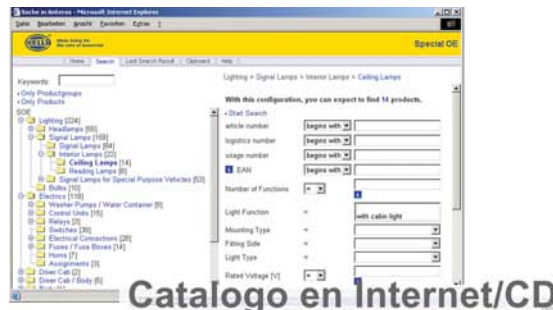 Suche in Anteros - Microsoft Internet Explorer
Datei Bearbeiten Ansicht Favoriten Extras ?
HELLA
Special OE
Home | Search | Last Search Result | Clipboard | Help
Keywords:
Only Productgroups
Only Products
SOE
Lighting [224]
Headlamps [55]
Signal Lamps [159]
Signal Lamps [84]
Interior Lamps [22]
Ceiling Lamps [14]
Reading Lamps [8]
Signal Lamps for Special Purpose Vehicles [53]
Bulbs [10]
Electrics [118]
Washer Pumps / Water Container [9]
Control Units [16]
Relays [3]
Switches [38]
Electrical Connections [28]
Fuses / Fuse Boxes [14]
Horns [7]
Assignments [3]
Driver Cab [2]
Driver Cab / Body [6]
Lighting > Signal Lamps > Interior Lamps > Ceiling Lamps
With this configuration, you can expect to find 14 products.
Start Search
article number begins with
logistics number begins with
usage number begins with
EAN begins with
Number of Functions =
Light Function < with cabin light
Mounting Type <
Fitting Side <
Light Type <
Rated Voltage [V] =
Catalogo en Internet/CD